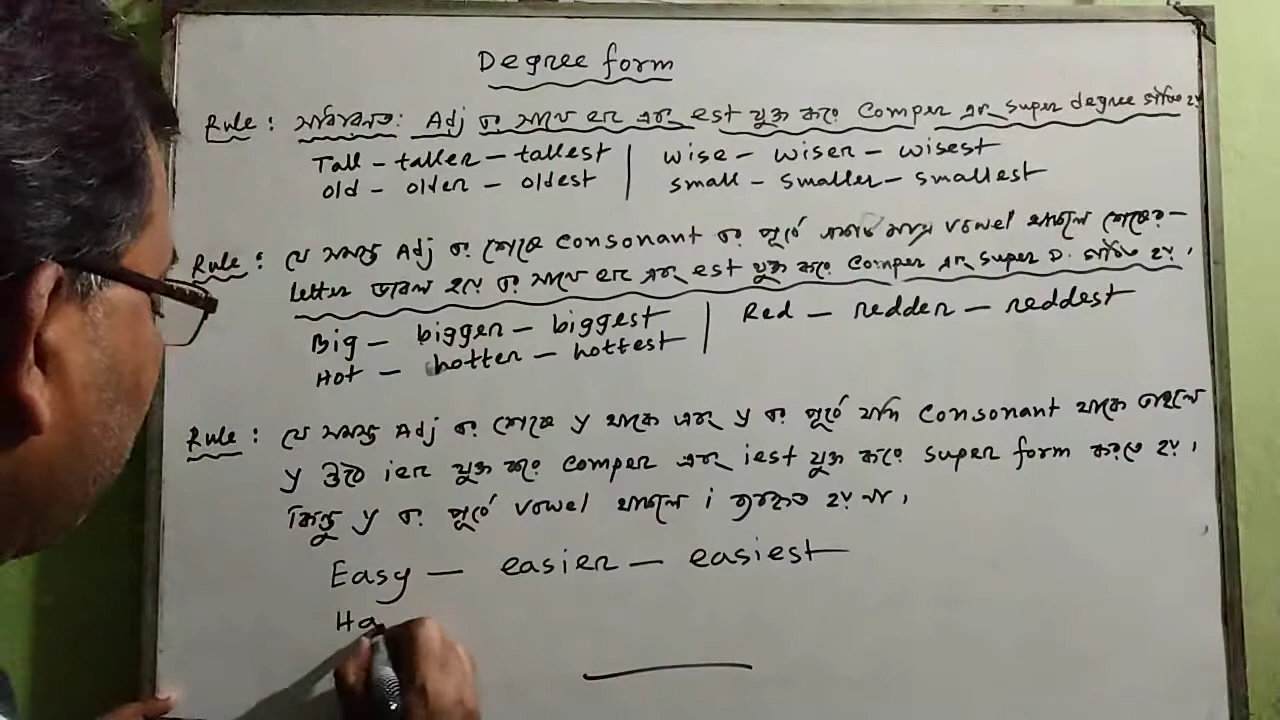 Degree form
Rule : সাধারনত: Adj এর সাথে er এবং est যুক্ত করে Comper এবং super degree গঠিত হয়
Tall - taller - tallest | wise - wiser - wisest
old - older - oldest | small - smaller - smallest
Rule : যে সমস্ত Adj এর শেষে consonant এর পূর্বে একটি মাত্র vowel থাকলে শেষের -
letter ডাবল হয় এর সাথে er এবং est যুক্ত করে Comper এবং super D. গঠিত হয়।
Big - bigger - biggest | Red - redder - reddest
Hot - hotter - hottest
Rule : যে সমস্ত Adj এর শেষে y থাকে এবং y এর পূর্বে যদি Consonant থাকে তাহলে
y উঠে ier যুক্ত করে Comper এবং iest যুক্ত করে super form করতে হয়।
কিন্তু y এর পূর্বে vowel থাকলে i হয় না।
Easy - easier - easiest
Ha